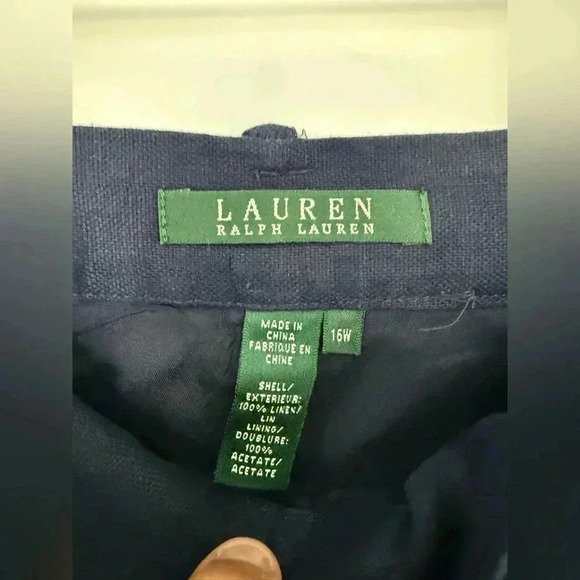 LAUREN
RALPH LAUREN
MADE IN
CHINA
FABRIQUE EN
CHINE
16W
SHELL/
EXTERIEUR:
100% LINEN/
LIN
LINING/
DOUBLURE:
100%
ACETATE/
ACETATE